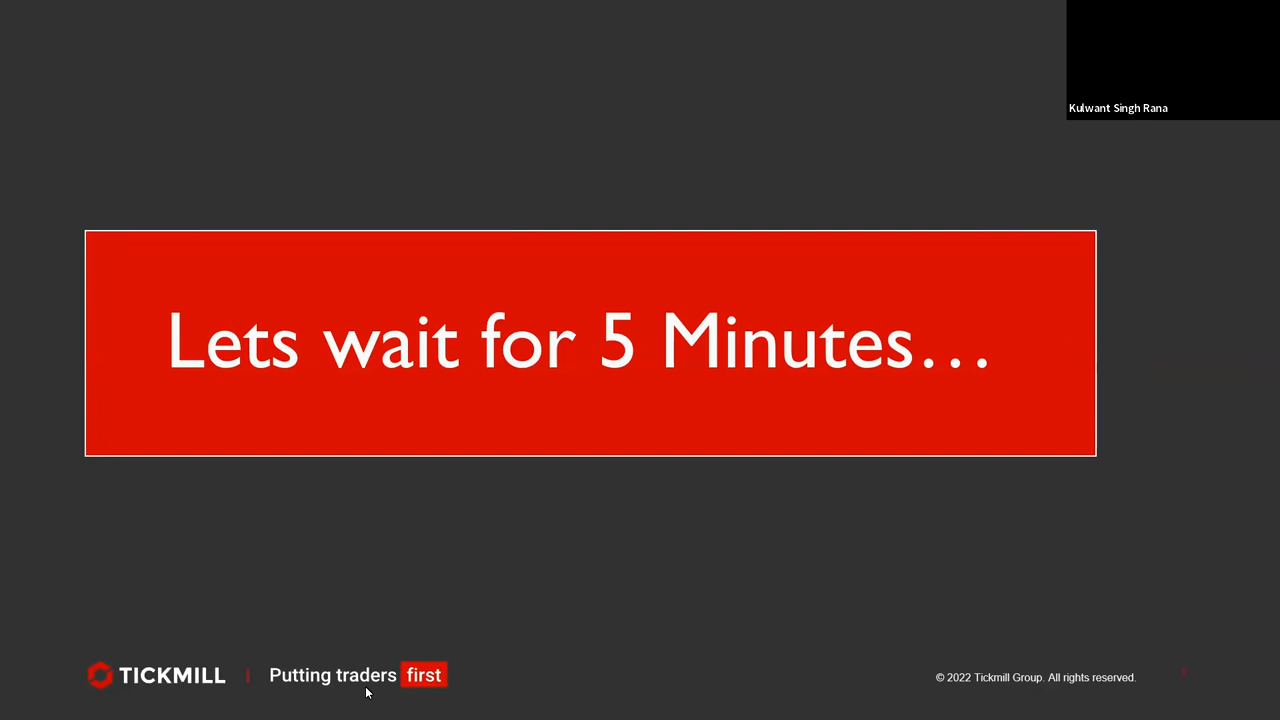 Kulwant Singh Rana
Lets wait for 5 Minutes…
TICKMILL | Putting traders first
© 2022 Tickmill Group. All rights reserved.